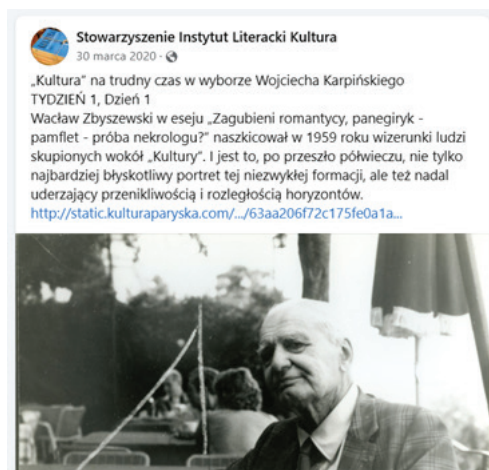 Stowarzyszenie Instytut Literacki Kultura
30 marca 2020 ·
„Kultura” na trudny czas w wyborze Wojciecha Karpińskiego
TYDZIEŃ 1, Dzień 1
Wacław Zbyszewski w eseju „Zagubieni romantycy, panegiryk -
pamflet - próba nekrologu?” naszkicował w 1959 roku wizerunki ludzi
skupionych wokół „Kultury”. I jest to, po przeszło półwieczu, nie tylko
najbardziej błyskotliwy portret tej niezwykłej formacji, ale też nadal
uderzający przenikliwością i rozległością horyzontów.
http://static.kulturaparyska.com/.../63aa206f72c175fe0a1a...